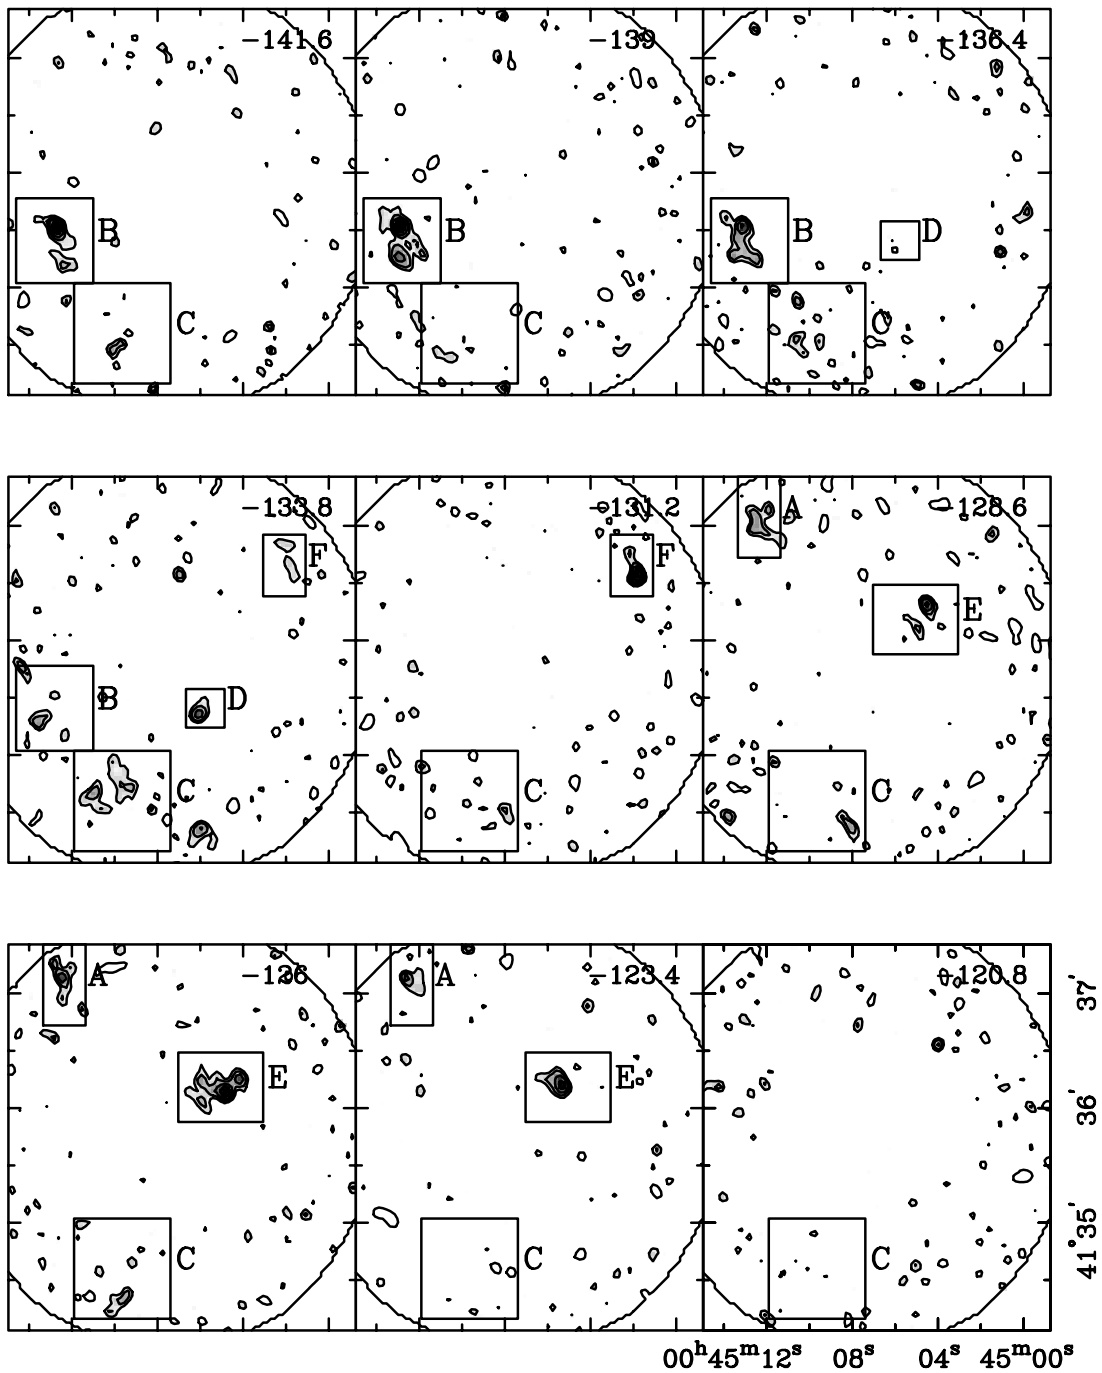 −141.6 −139 −136.4
B B B D
C C C
−133.8 −131.2 −128.6
F F A
E
B D
C C C
−126 −123.4 −120.8
A A
E E
C C C
37′
36′
41°35′
00ʰ45ᵐ12ˢ 08ˢ 04ˢ 45ᵐ00ˢ